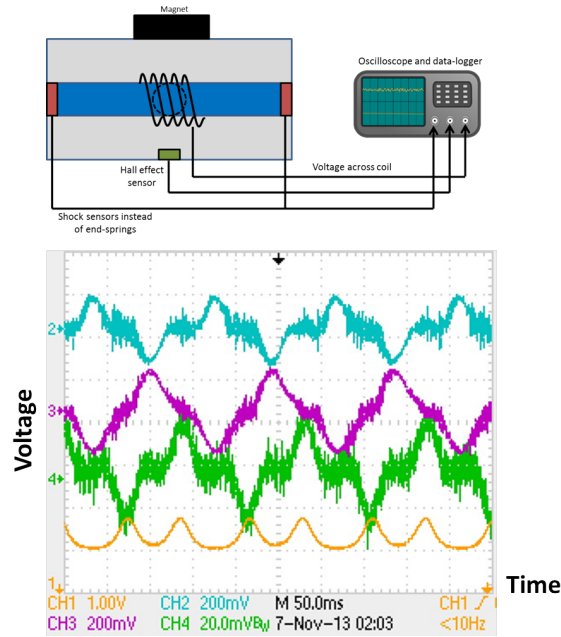 Magnet
Oscilloscope and data-logger
Hall effect
sensor
Voltage across coil
Shock sensors instead
of end-springs
Voltage
2
3
4
1
Time
CH1 1.00V CH2 200mV M 50.0ms CH1
CH3 200mV CH4 20.0mVBw 7-Nov-13 02:03 <10Hz